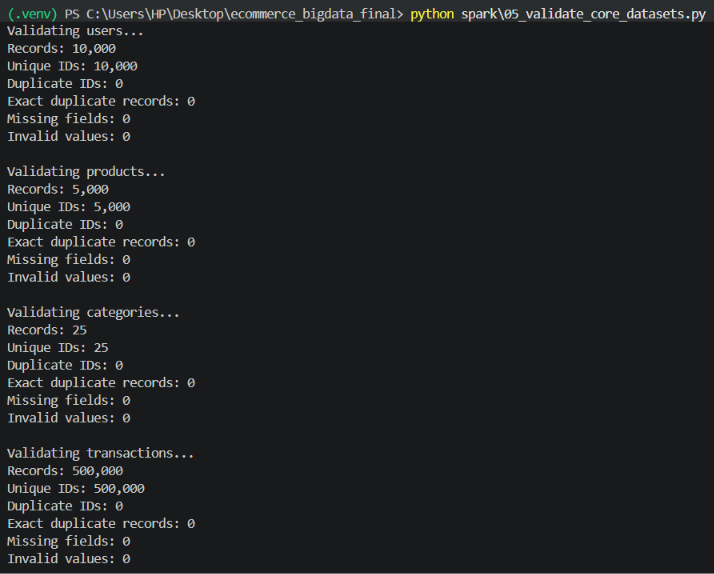 (.venv) PS C:\Users\HP\Desktop\ecommerce_bigdata_final> python spark\05_validate_core_datasets.py
Validating users...
Records: 10,000
Unique IDs: 10,000
Duplicate IDs: 0
Exact duplicate records: 0
Missing fields: 0
Invalid values: 0
Validating products...
Records: 5,000
Unique IDs: 5,000
Duplicate IDs: 0
Exact duplicate records: 0
Missing fields: 0
Invalid values: 0
Validating categories...
Records: 25
Unique IDs: 25
Duplicate IDs: 0
Exact duplicate records: 0
Missing fields: 0
Invalid values: 0
Validating transactions...
Records: 500,000
Unique IDs: 500,000
Duplicate IDs: 0
Exact duplicate records: 0
Missing fields: 0
Invalid values: 0